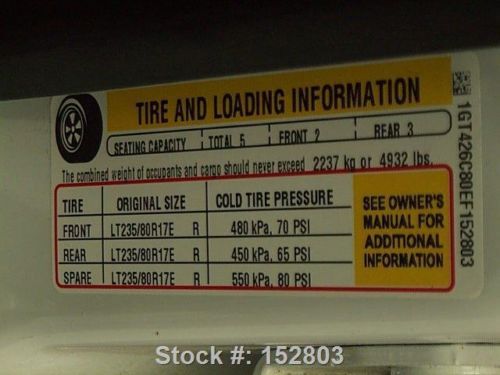 TIRE AND LOADING INFORMATION
SEATING CAPACITY TOTAL 5 FRONT 2 REAR 3
The combined weight of occupants and cargo should never exceed 2237 kg or 4932 lbs.
TIRE ORIGINAL SIZE COLD TIRE PRESSURE
FRONT LT235/80R17E R 480 kPa, 70 PSI
REAR LT235/80R17E R 450 kPa, 65 PSI
SPARE LT235/80R17E R 550 kPa, 80 PSI
SEE OWNER'S
MANUAL FOR
ADDITIONAL
INFORMATION
1GT426C80EF152803
Stock #: 152803